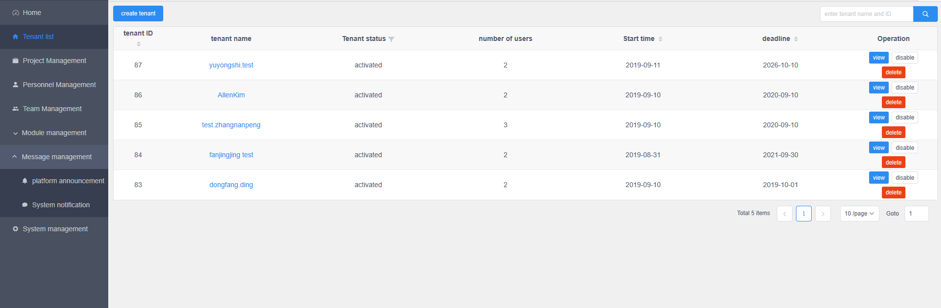 Home
Tenant list
Project Management
Personnel Management
Team Management
Module management
Message management
platform announcement
System notification
System management
create tenant
enter tenant name and ID
tenant ID tenant name Tenant status number of users Start time deadline Operation
87 yuyongshi.test activated 2 2019-09-11 2026-10-10 view disable
delete
86 AllenKim activated 2 2019-09-10 2020-09-10 view disable
delete
85 test.zhangnanpeng activated 3 2019-09-10 2020-09-10 view disable
delete
84 fanjingjing test activated 2 2019-08-31 2021-09-30 view disable
delete
83 dongfang.ding activated 2 2019-09-10 2019-10-01 view disable
delete
Total 5 items < 1 > 10 /page Goto 1